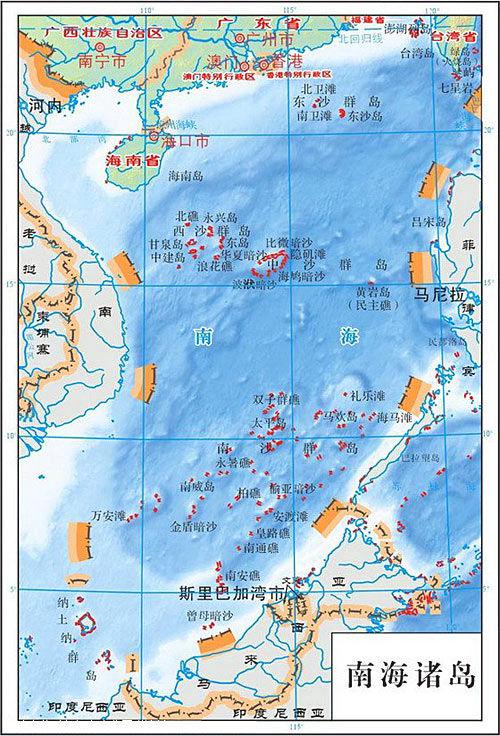 110°
115°
120°
广西壮族自治区
广东省
福建省
澎湖列岛
台湾省
南宁市
广州市
北回归线
台湾岛
绿岛
(火烧岛)
澳门
香港
澳门特别行政区
香港特别行政区
七星岩
河内
北卫滩
东沙群岛
南卫滩
东沙岛
20°
海口市
海南省
海南岛
吕宋岛
北礁
永兴岛
西沙群岛
甘泉岛
东岛
比微暗沙
中建岛
华夏暗沙
隐矶滩
浪花礁
中沙群岛
海鸠暗沙
波洑暗沙
黄岩岛
(民主礁)
15°
马尼拉
老挝
菲律宾
南
柬埔寨
南海
民都洛岛
双子群礁
礼乐滩
太平岛
马欢岛
海马滩
10°
南沙群岛
永暑礁
巴拉望岛
南威岛
柏礁
榆亚暗沙
万安滩
金盾暗沙
安渡滩
皇路礁
南通礁
南安礁
斯里巴加湾市
文莱
5°
曾母暗沙
纳土纳群岛
马来西亚
印度尼西亚
印度尼西亚
南海诸岛
115°